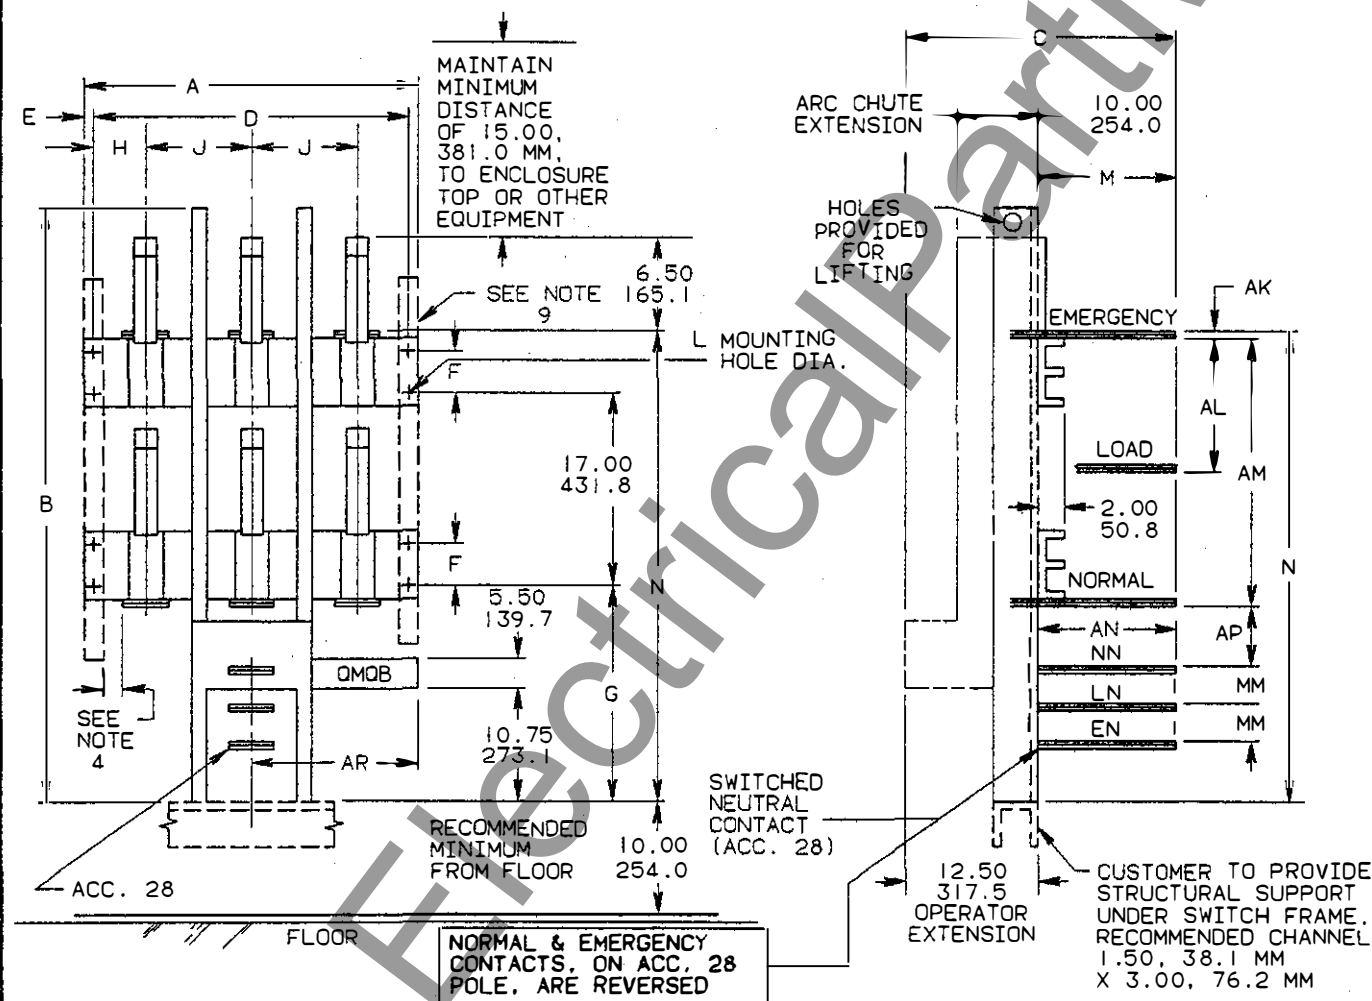 A
E
D
H
J
J
MAINTAIN
MINIMUM
DISTANCE
OF 15.00,
381.0 MM,
TO ENCLOSURE
TOP OR OTHER
EQUIPMENT
6.50
165.1
SEE NOTE
9
L MOUNTING
HOLE DIA.
F
17.00
431.8
B
F
N
5.50
139.7
QMQB
G
SEE
NOTE
4
10.75
273.1
AR
RECOMMENDED
MINIMUM
FROM FLOOR
10.00
254.0
ACC. 28
FLOOR
NORMAL & EMERGENCY
CONTACTS, ON ACC, 28
POLE, ARE REVERSED
C
ARC CHUTE
EXTENSION
10.00
254.0
M
HOLES
PROVIDED
FOR
LIFTING
AK
EMERGENCY
AL
LOAD
AM
2.00
50.8
NORMAL
N
AN
AP
NN
MM
LN
MM
EN
SWITCHED
NEUTRAL
CONTACT
(ACC. 28)
12.50
317.5
OPERATOR
EXTENSION
CUSTOMER TO PROVIDE
STRUCTURAL SUPPORT
UNDER SWITCH FRAME.
RECOMMENDED CHANNEL
1.50, 38.1 MM
X 3.00, 76.2 MM
ElectricalParti